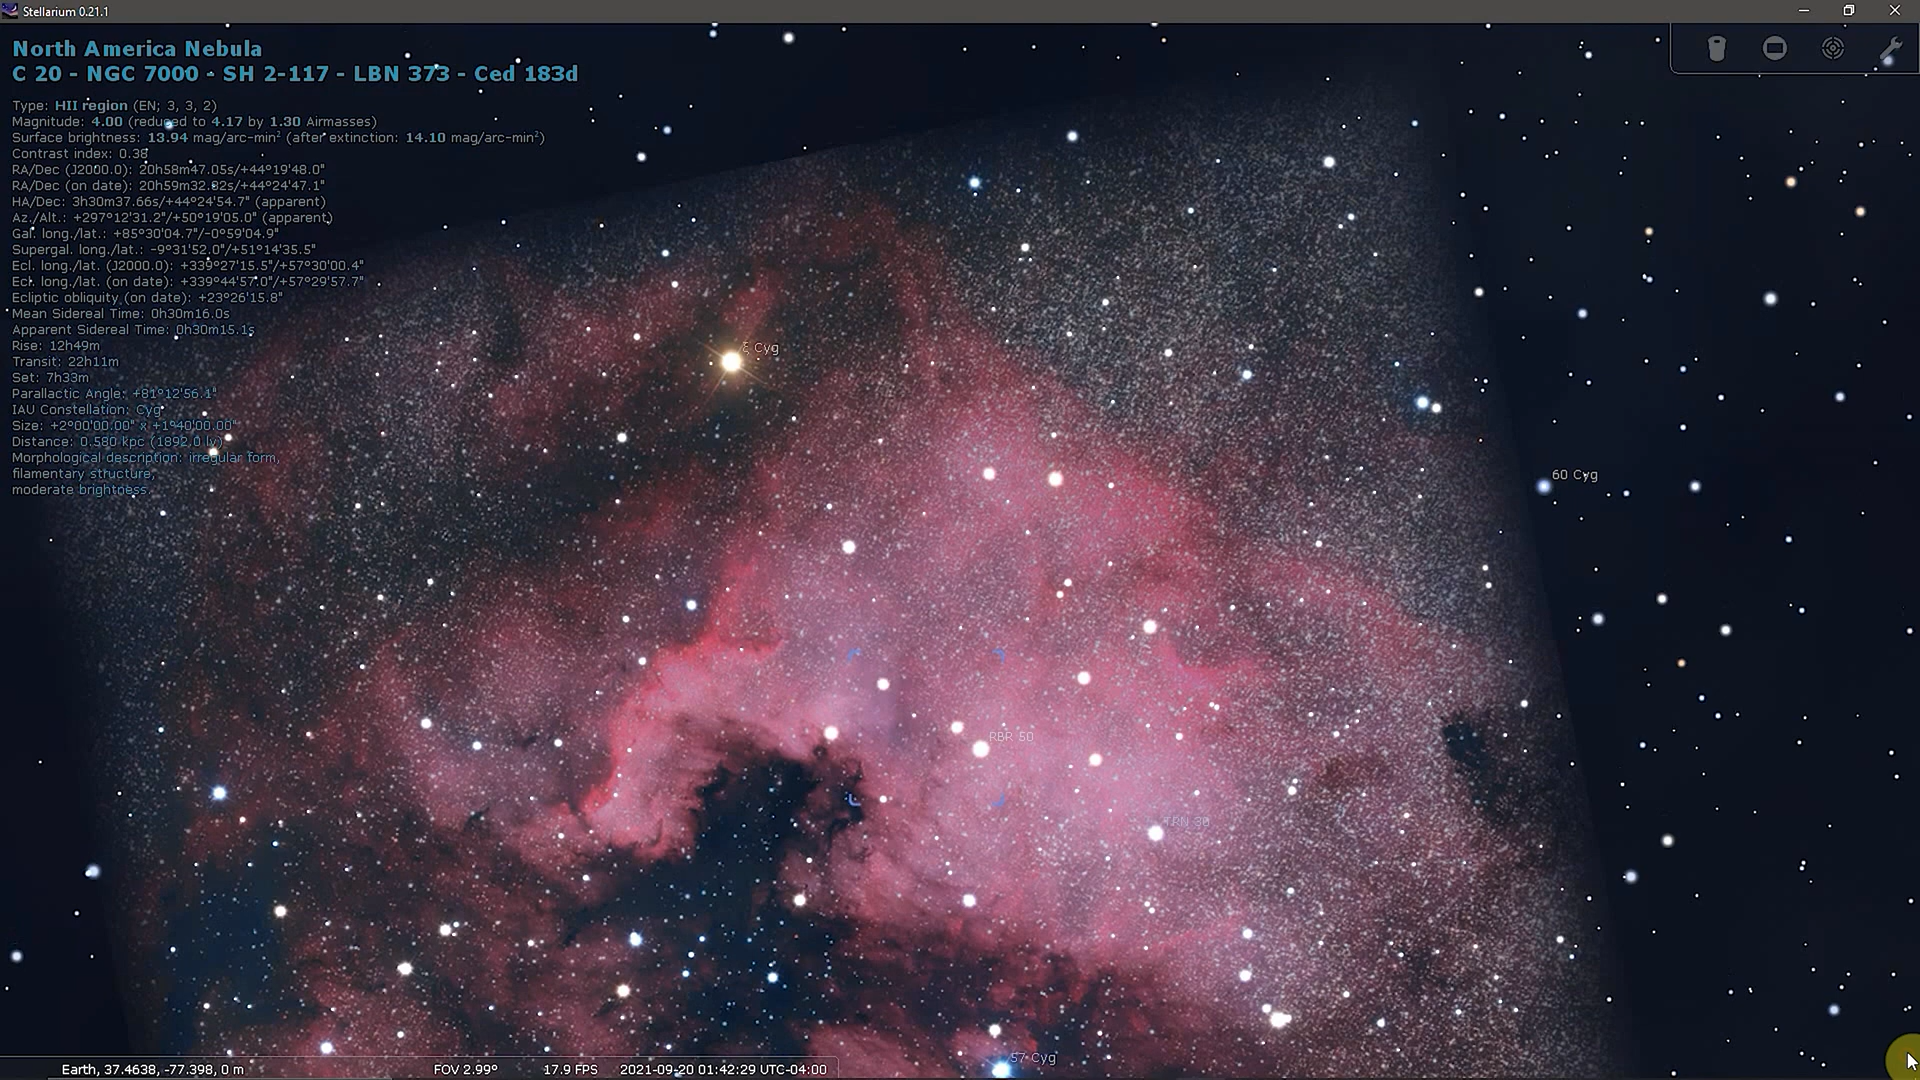 Stellarium 0.21.1
North America Nebula
C 20 - NGC 7000 - SH 2-117 - LBN 373 - Ced 183d
Type: HII region (EN; 3, 3, 2)
Magnitude: 4.00 (reduced to 4.17 by 1.30 Airmasses)
Surface brightness: 13.94 mag/arc-min² (after extinction: 14.10 mag/arc-min²)
Contrast index: 0.38
RA/Dec (J2000.0): 20h58m47.05s/+44°19'48.0"
RA/Dec (on date): 20h59m32.82s/+44°24'47.1"
HA/Dec: 3h30m37.66s/+44°24'54.7" (apparent)
Az./Alt.: +297°12'31.2"/+50°19'05.0" (apparent)
Gal. long./lat.: +85°30'04.7"/-0°59'04.9"
Supergal. long./lat.: -9°31'52.0"/+51°14'35.5"
Ecl. long./lat. (J2000.0): +339°27'15.5"/+57°30'00.4"
Ecl. long./lat. (on date): +339°44'57.0"/+57°29'57.7"
Ecliptic obliquity (on date): +23°26'15.8"
Mean Sidereal Time: 0h30m16.0s
Apparent Sidereal Time: 0h30m15.1s
Rise: 12h49m
Transit: 22h11m
Set: 7h33m
Parallactic Angle: +81°12'56.1"
IAU Constellation: Cyg
Size: +2°00'00.00" x +1°40'00.00"
Distance: 0.580 kpc (1892.0 ly)
Morphological description: irregular form,
filamentary structure,
moderate brightness.
ξ Cyg
60 Cyg
RBR 50
TRN 30
57 Cyg
Earth, 37.4638, -77.398, 0 m
FOV 2.99°
17.9 FPS
2021-09-20 01:42:29 UTC-04:00